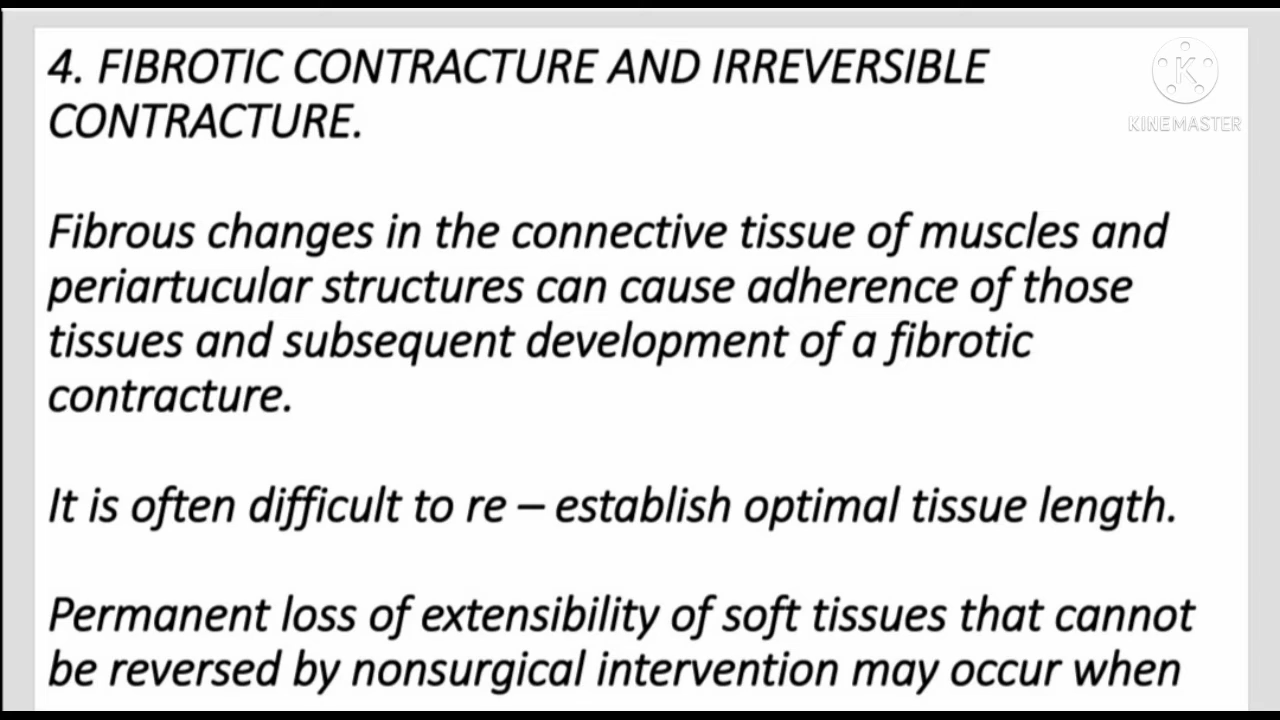 4. FIBROTIC CONTRACTURE AND IRREVERSIBLE
CONTRACTURE.
KINEMASTER
Fibrous changes in the connective tissue of muscles and
periartucular structures can cause adherence of those
tissues and subsequent development of a fibrotic
contracture.
It is often difficult to re – establish optimal tissue length.
Permanent loss of extensibility of soft tissues that cannot
be reversed by nonsurgical intervention may occur when